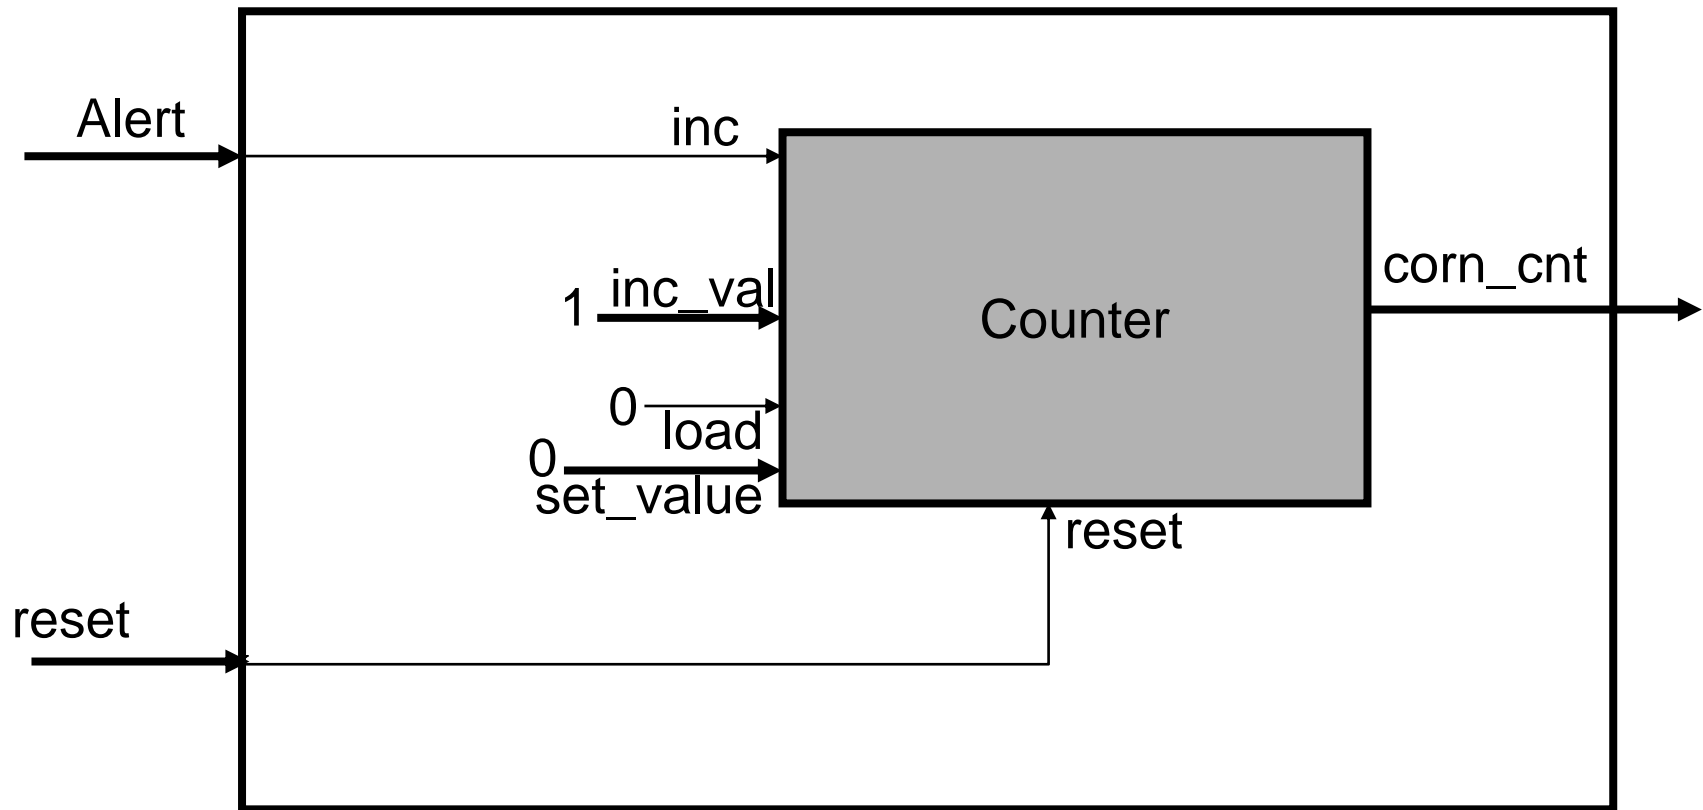 Alert
inc
inc_val
1
corn_cnt
Counter
0
load
0
set_value
reset
reset